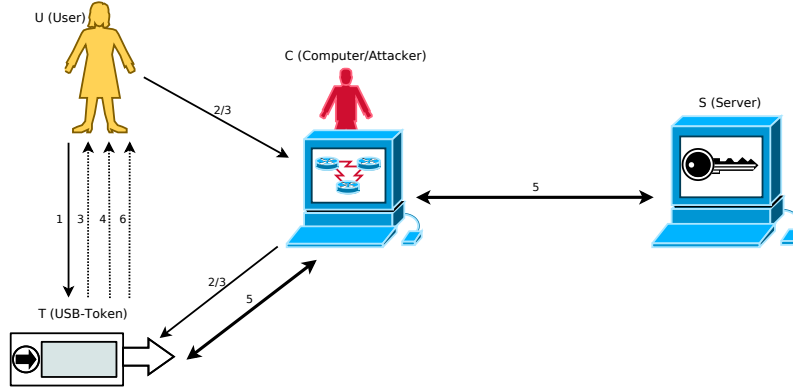 U (User)
C (Computer/Attacker)
S (Server)
2/3
5
1
3
4
6
2/3
5
T (USB-Token)